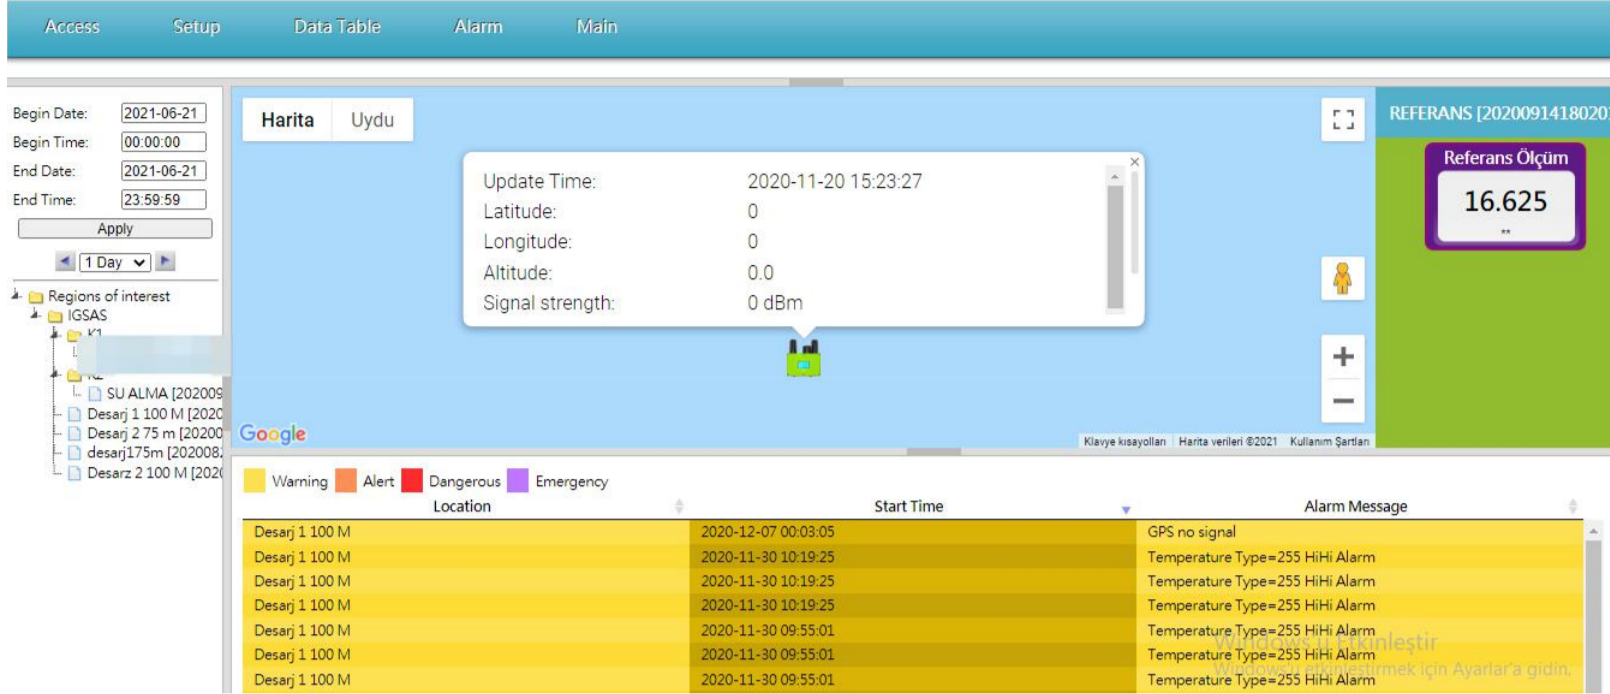 Access Setup Data Table Alarm Main
Begin Date: 2021-06-21
Begin Time: 00:00:00
End Date: 2021-06-21
End Time: 23:59:59
Apply
1 Day
Regions of interest
IGSAS
K1
SU ALMA [202009
Desarj 1 100 M [2020
Desarj 2 75 m [20200
desarj175m [202008
Desarz 2 100 M [202
Harita Uydu
Update Time: 2020-11-20 15:23:27
Latitude: 0
Longitude: 0
Altitude: 0.0
Signal strength: 0 dBm
Google
Klavye kısayolları Harita verileri ©2021 Kullanım Şartları
REFERANS [2020091418020
Referans Ölçüm
16.625
**
Warning Alert Dangerous Emergency
Location Start Time Alarm Message
Desarj 1 100 M 2020-12-07 00:03:05 GPS no signal
Desarj 1 100 M 2020-11-30 10:19:25 Temperature Type=255 HiHi Alarm
Desarj 1 100 M 2020-11-30 10:19:25 Temperature Type=255 HiHi Alarm
Desarj 1 100 M 2020-11-30 10:19:25 Temperature Type=255 HiHi Alarm
Desarj 1 100 M 2020-11-30 09:55:01 Temperature Type=255 HiHi Alarm
Desarj 1 100 M 2020-11-30 09:55:01 Temperature Type=255 HiHi Alarm
Desarj 1 100 M 2020-11-30 09:55:01 Temperature Type=255 HiHi Alarm
Windows'u Etkinleştir
Windows'u etkinleştirmek için Ayarlar'a gidin.